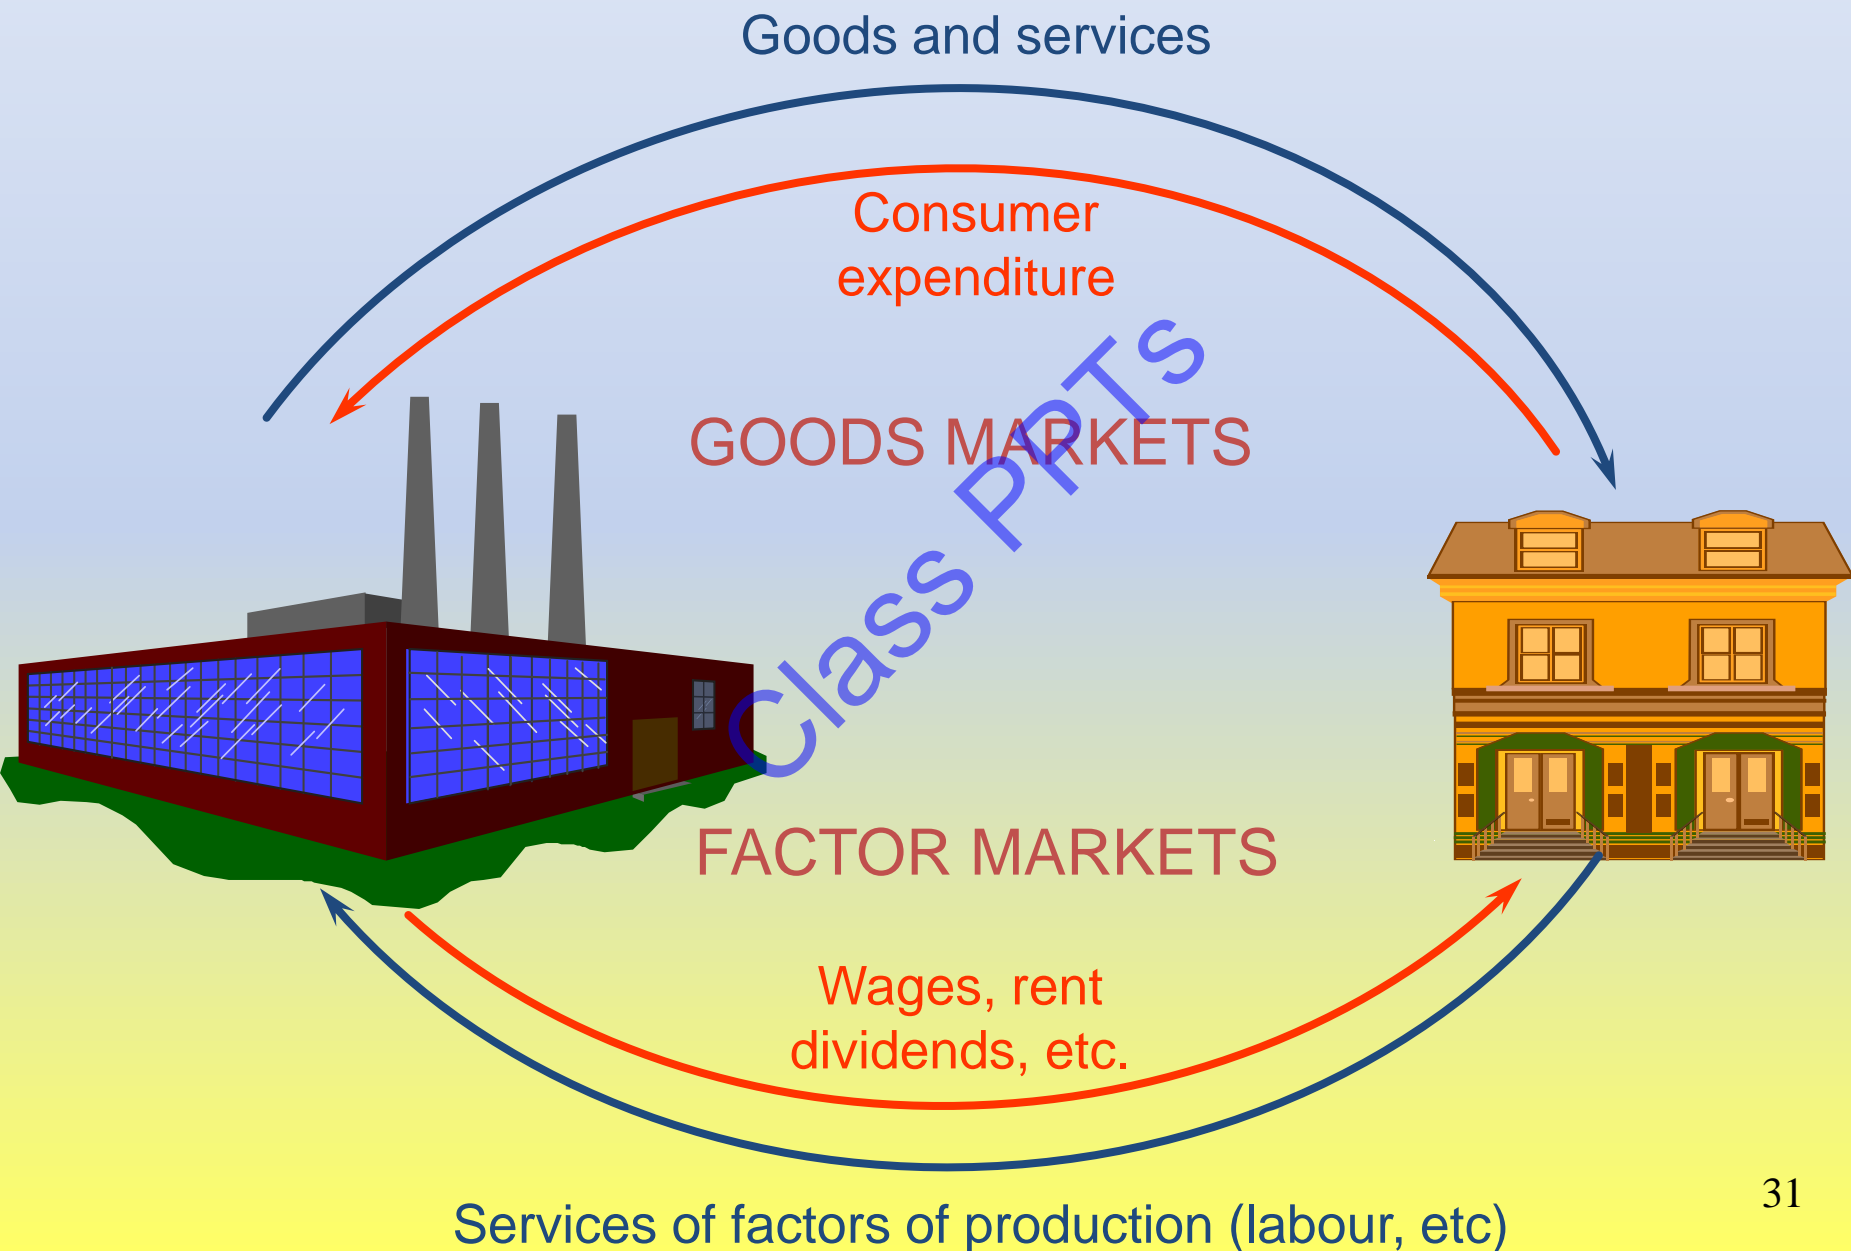 Goods and services
Consumer
expenditure
GOODS MARKETS
Class PPTs
FACTOR MARKETS
Wages, rent
dividends, etc.
31
Services of factors of production (labour, etc)